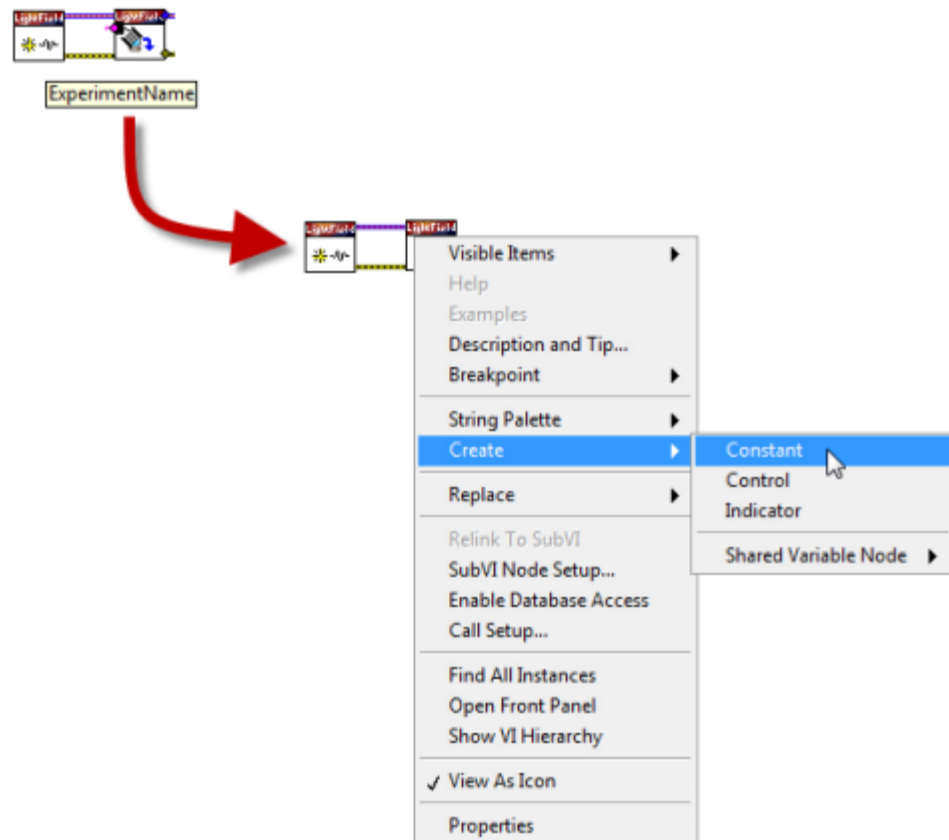 LightField
LightField
ExperimentName
LightField
LightField
Visible Items
Help
Examples
Description and Tip...
Breakpoint
String Palette
Create
Constant
Control
Indicator
Shared Variable Node
Replace
Relink To SubVI
SubVI Node Setup...
Enable Database Access
Call Setup...
Find All Instances
Open Front Panel
Show VI Hierarchy
View As Icon
Properties